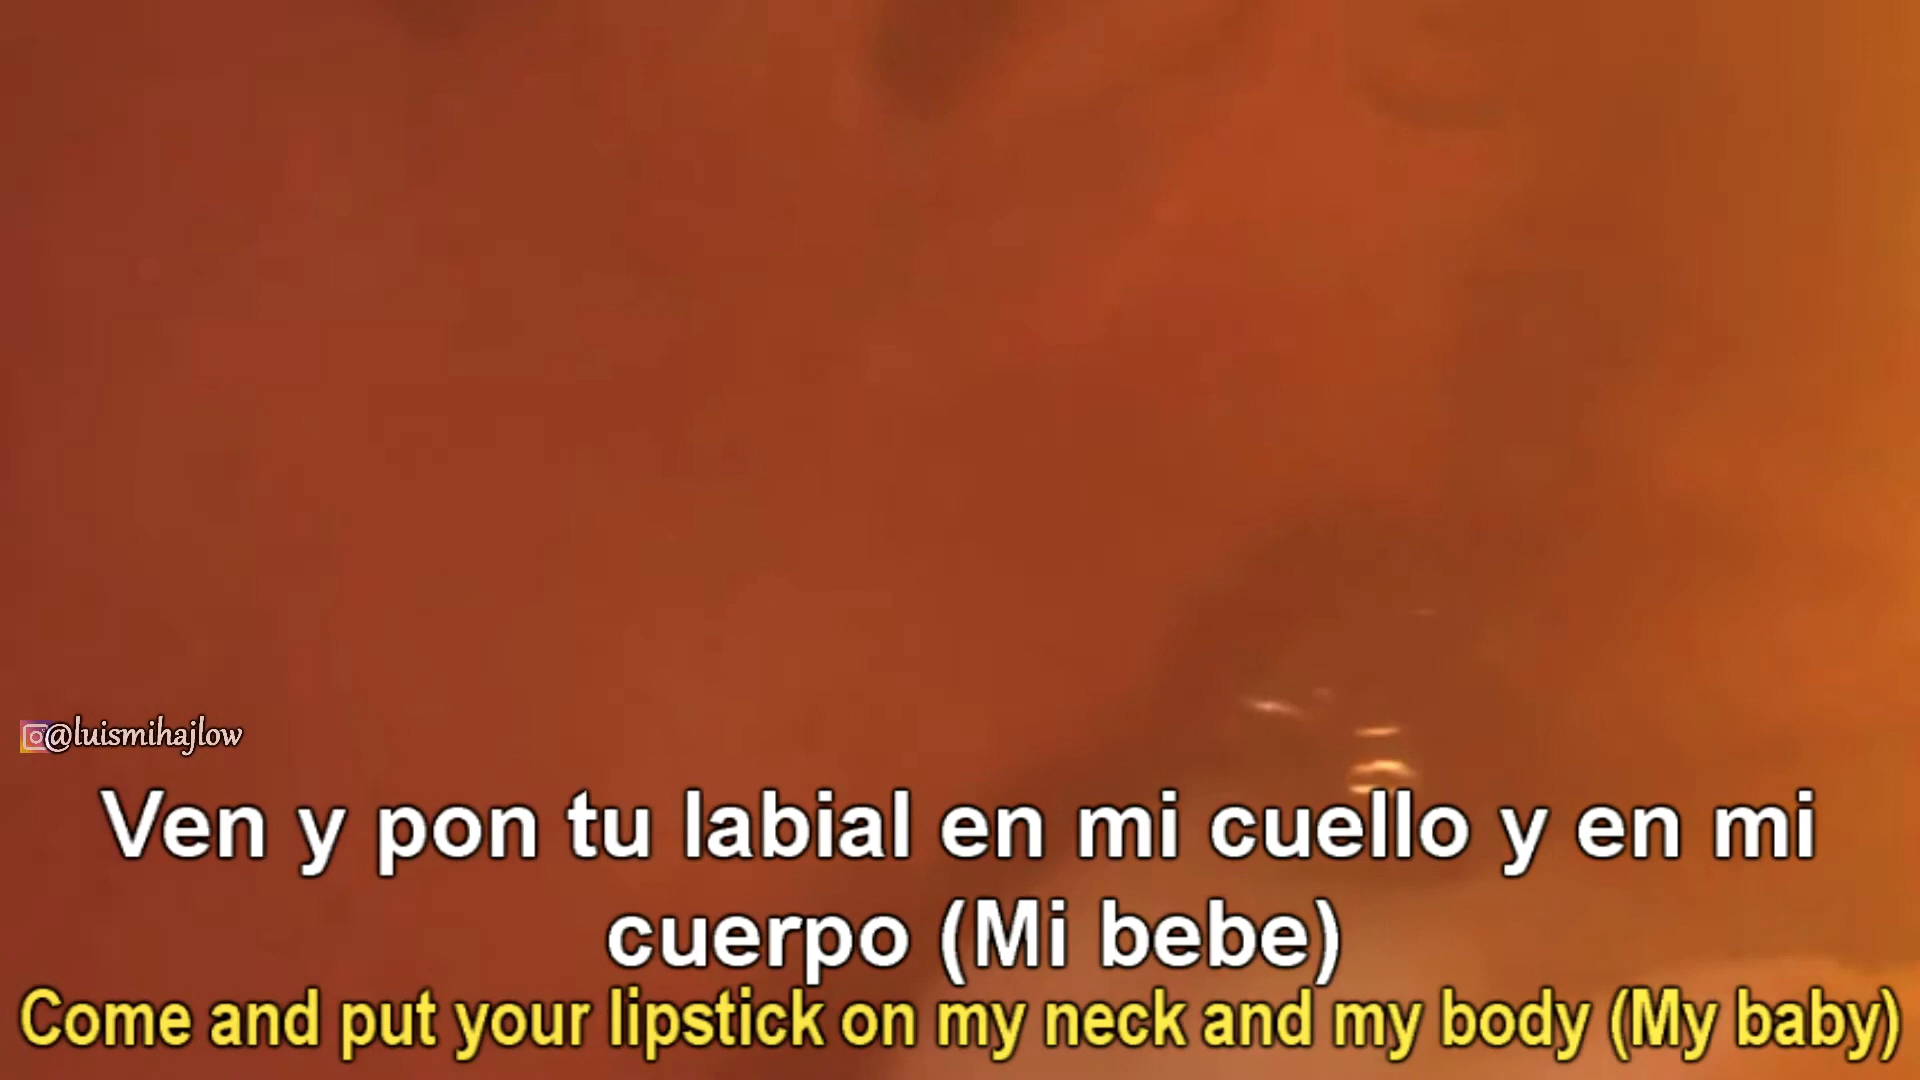 @luismihajlow
Ven y pon tu labial en mi cuello y en mi
cuerpo (Mi bebe)
Come and put your lipstick on my neck and my body (My baby)